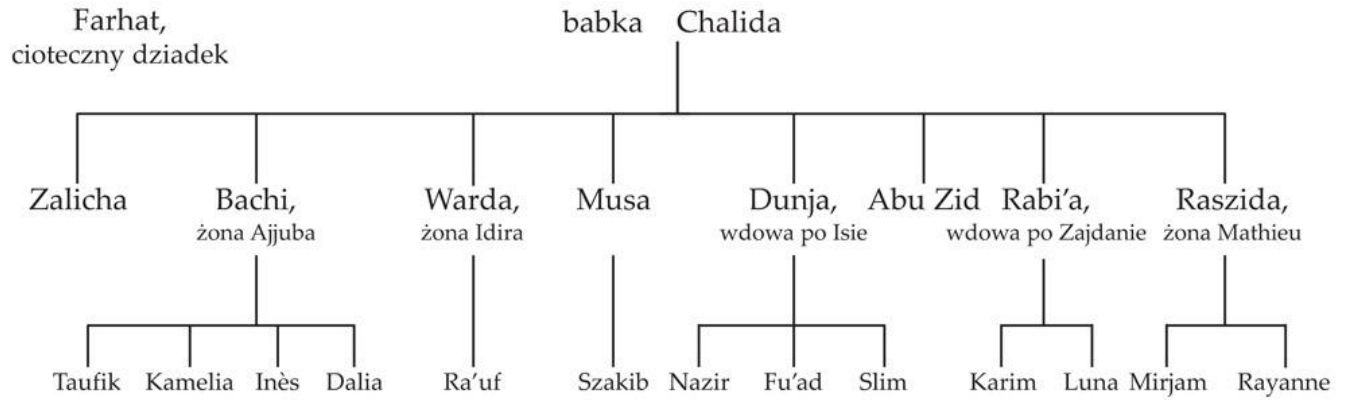 Farhat,
cioteczny dziadek
babka Chalida
Zalicha
Bachi,
żona Ajjuba
Warda,
żona Idira
Musa
Dunja,
wdowa po Isie
Abu Zid
Rabi'a,
wdowa po Zajdanie
Raszida,
żona Mathieu
Taufik
Kamelia
Inès
Dalia
Ra'uf
Szakib
Nazir
Fu'ad
Slim
Karim
Luna
Mirjam
Rayanne